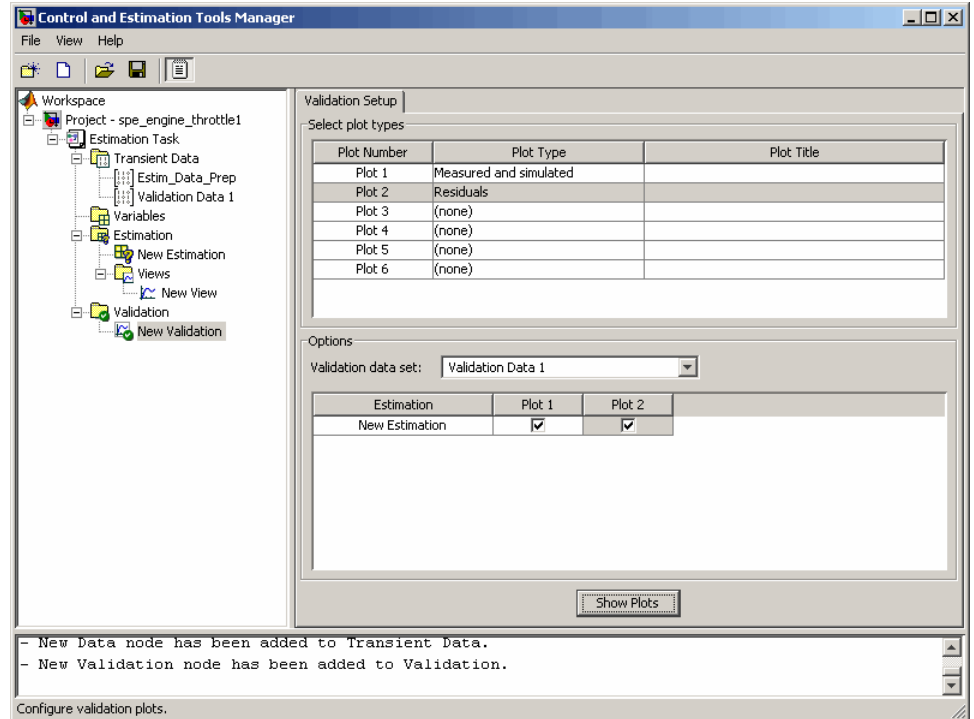 Control and Estimation Tools Manager
File View Help
Workspace
Project - spe_engine_throttle1
Estimation Task
Transient Data
Estim_Data_Prep
Validation Data 1
Variables
Estimation
New Estimation
Views
New View
Validation
New Validation
Validation Setup
Select plot types
Plot Number Plot Type Plot Title
Plot 1 Measured and simulated
Plot 2 Residuals
Plot 3 (none)
Plot 4 (none)
Plot 5 (none)
Plot 6 (none)
Options
Validation data set: Validation Data 1
Estimation Plot 1 Plot 2
New Estimation
Show Plots
- New Data node has been added to Transient Data.
- New Validation node has been added to Validation.
Configure validation plots.